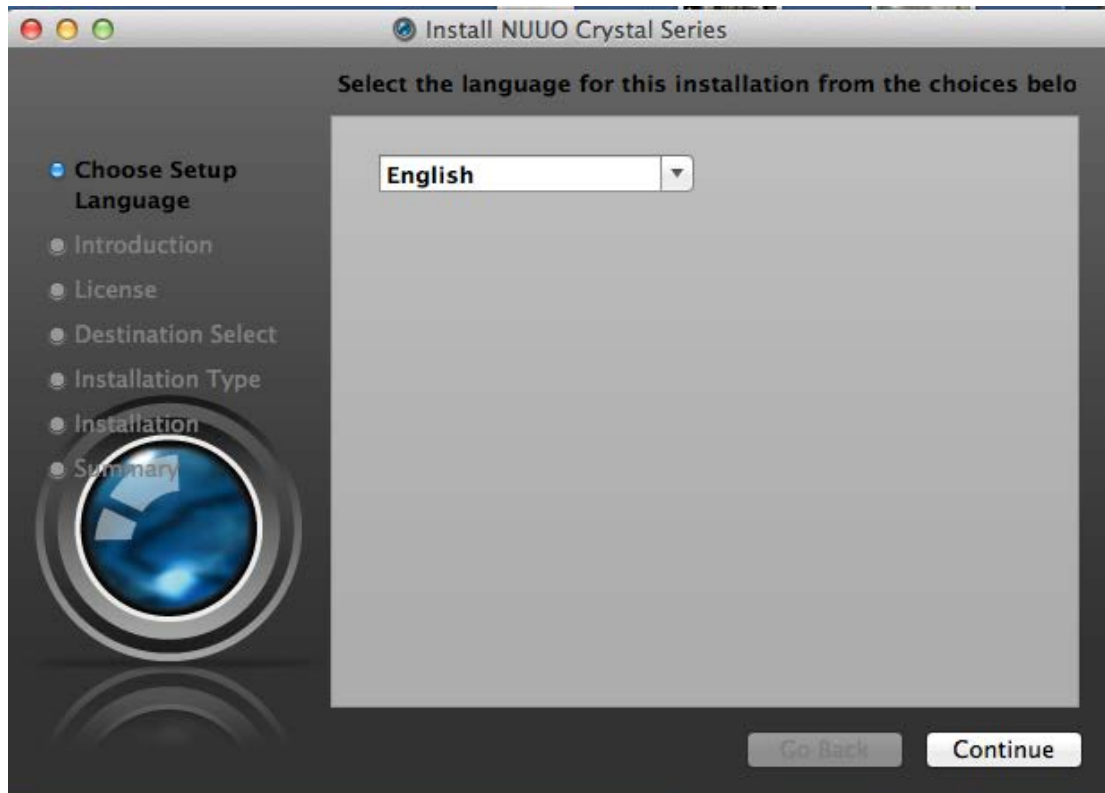 Install NUUO Crystal Series
Select the language for this installation from the choices belo
Choose Setup
Language
Introduction
License
Destination Select
Installation Type
Installation
Summary
English
Go Back
Continue